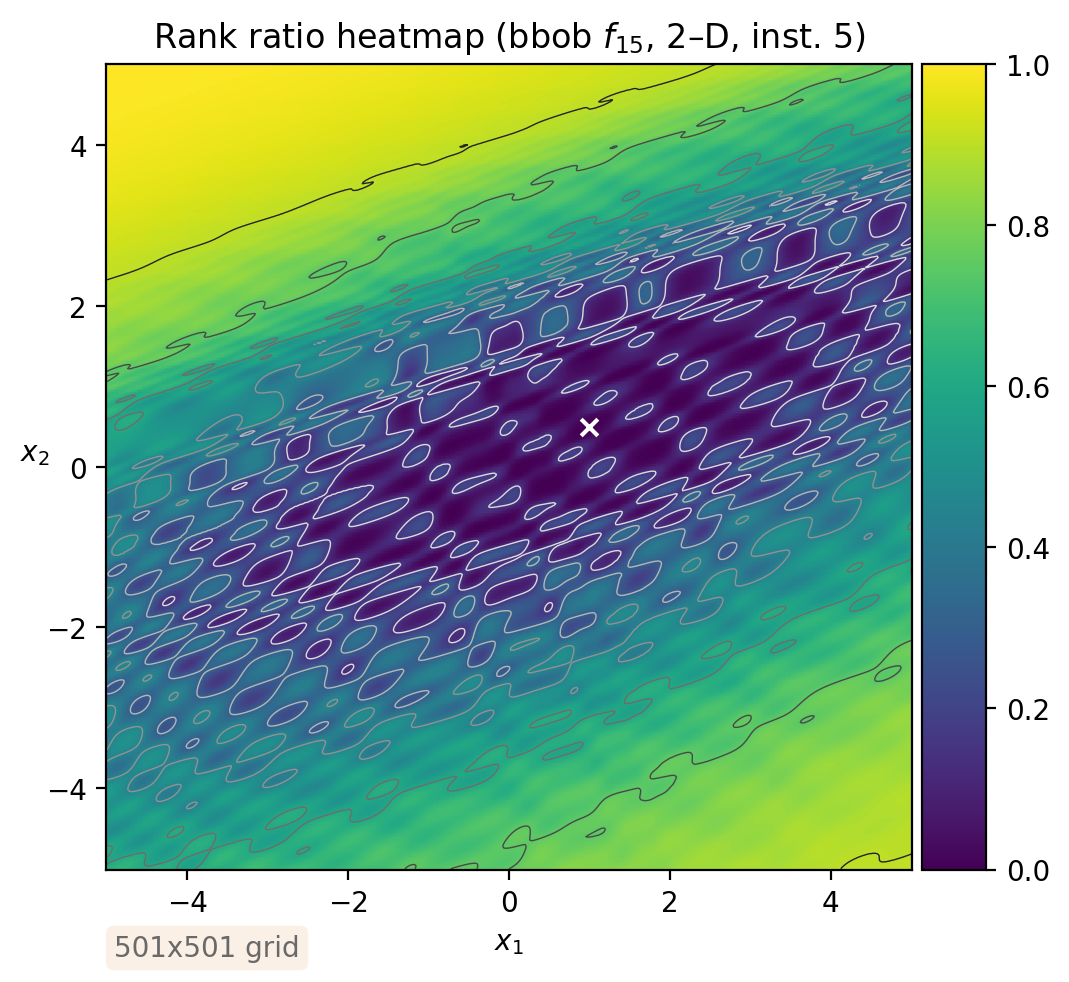 Rank ratio heatmap (bbob f₁₅, 2–D, inst. 5)
1.0
4
0.8
2
0.6
x₂
0
0.4
−2
0.2
−4
0.0
−4 −2 0 2 4
x₁
501x501 grid